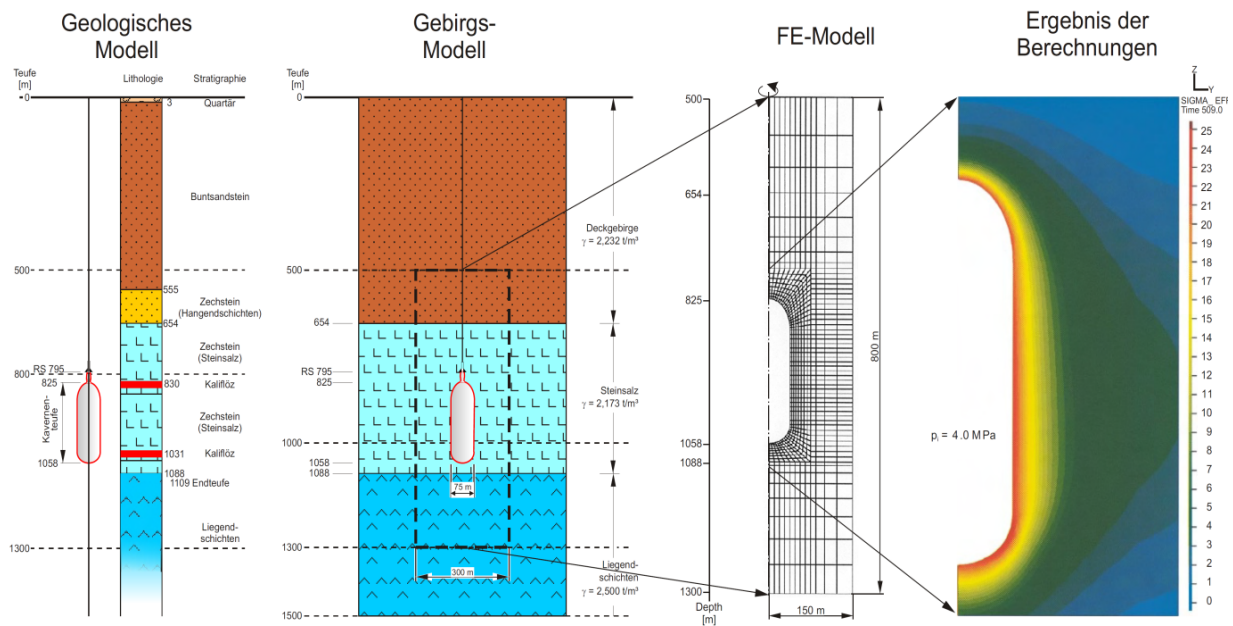 Geologisches
Modell
Teufe
[m]
Lithologie
Stratigraphie
0
3
Quartär
Buntsandstein
500
555
Zechstein
(Hangendschichten)
654
Zechstein
(Steinsalz)
800
RS 795
825
830
Kaliflöz
Kavernen-
teufe
Zechstein
(Steinsalz)
1031
Kaliflöz
1058
1088
1109 Endteufe
Liegend-
schichten
1300
Gebirgs-
Modell
Teufe
[m]
0
Deckgebirge
γ = 2,232 t/m³
500
654
RS 795
825
Steinsalz
γ = 2,173 t/m³
1000
1058
1088
75 m
1300
300 m
Liegend-
schichten
γ = 2,500 t/m³
1500
FE-Modell
500
654
825
800 m
1058
1088
1300
Depth
[m]
150 m
Ergebnis der
Berechnungen
Z
Y
SIGMA_EFF
Time 509.0
25
24
23
22
21
20
19
18
17
16
15
14
13
12
11
10
9
8
7
6
5
4
3
2
1
0
pᵢ = 4.0 MPa